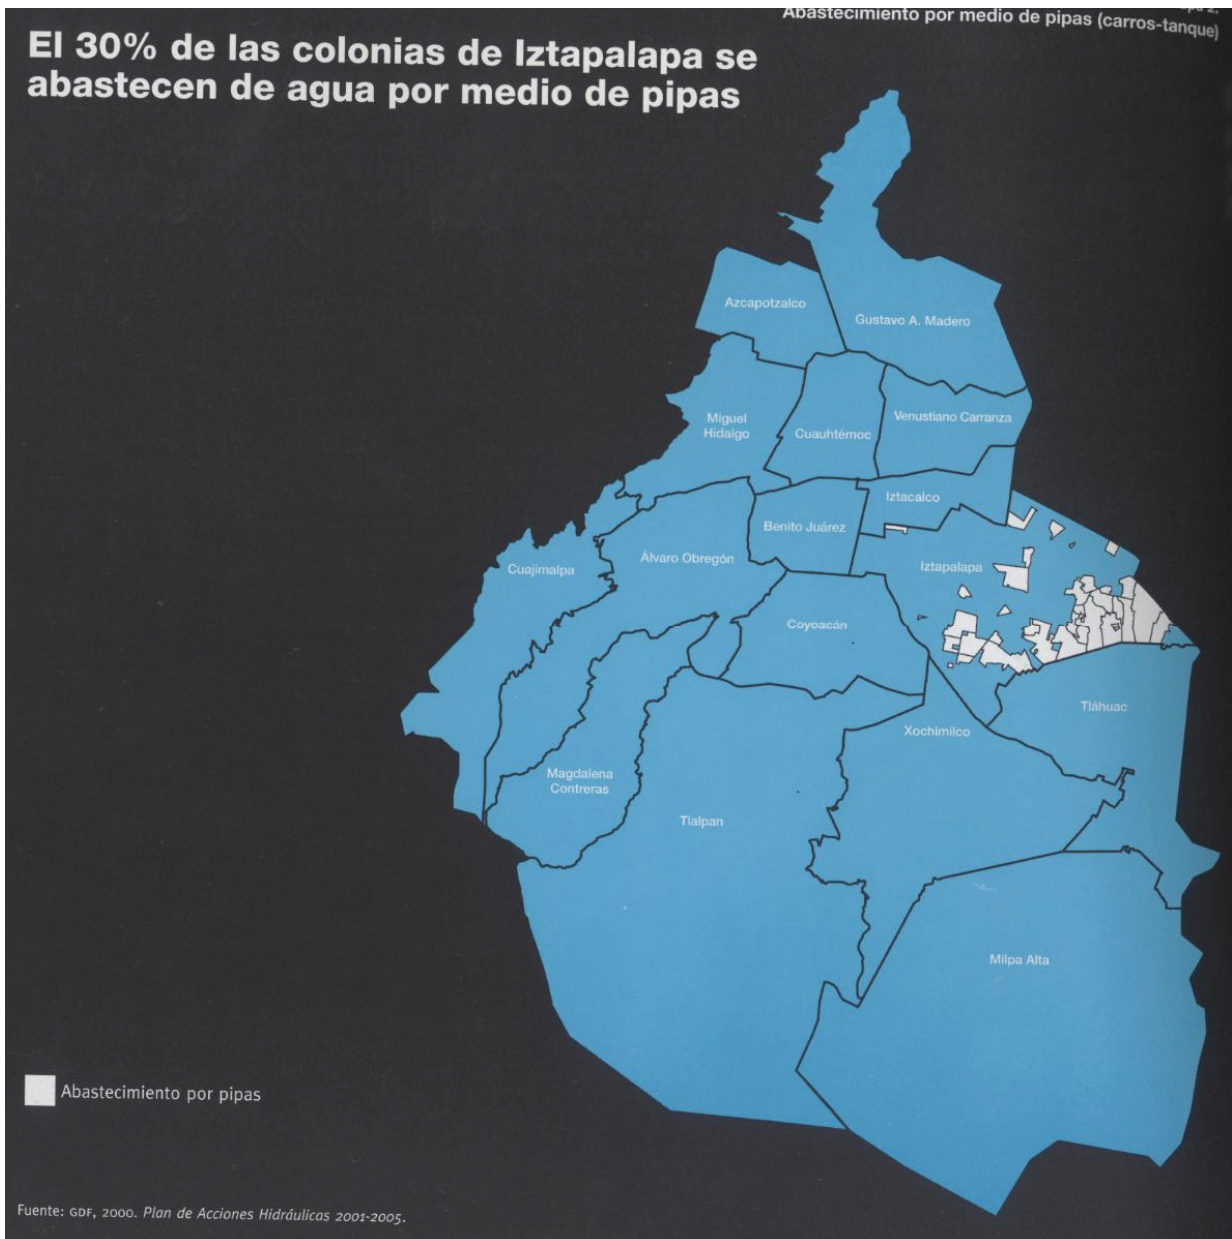 Abastecimiento por medio de pipas (carros-tanque)
El 30% de las colonias de Iztapalapa se
abastecen de agua por medio de pipas
Azcapotzalco
Gustavo A. Madero
Miguel
Hidalgo
Cuauhtémoc
Venustiano Carranza
Iztacalco
Benito Juárez
Álvaro Obregón
Cuajimalpa
Iztapalapa
Coyoacán
Tláhuac
Xochimilco
Magdalena
Contreras
Tlalpan
Milpa Alta
Abastecimiento por pipas
Fuente: GDF, 2000. Plan de Acciones Hidráulicas 2001-2005.